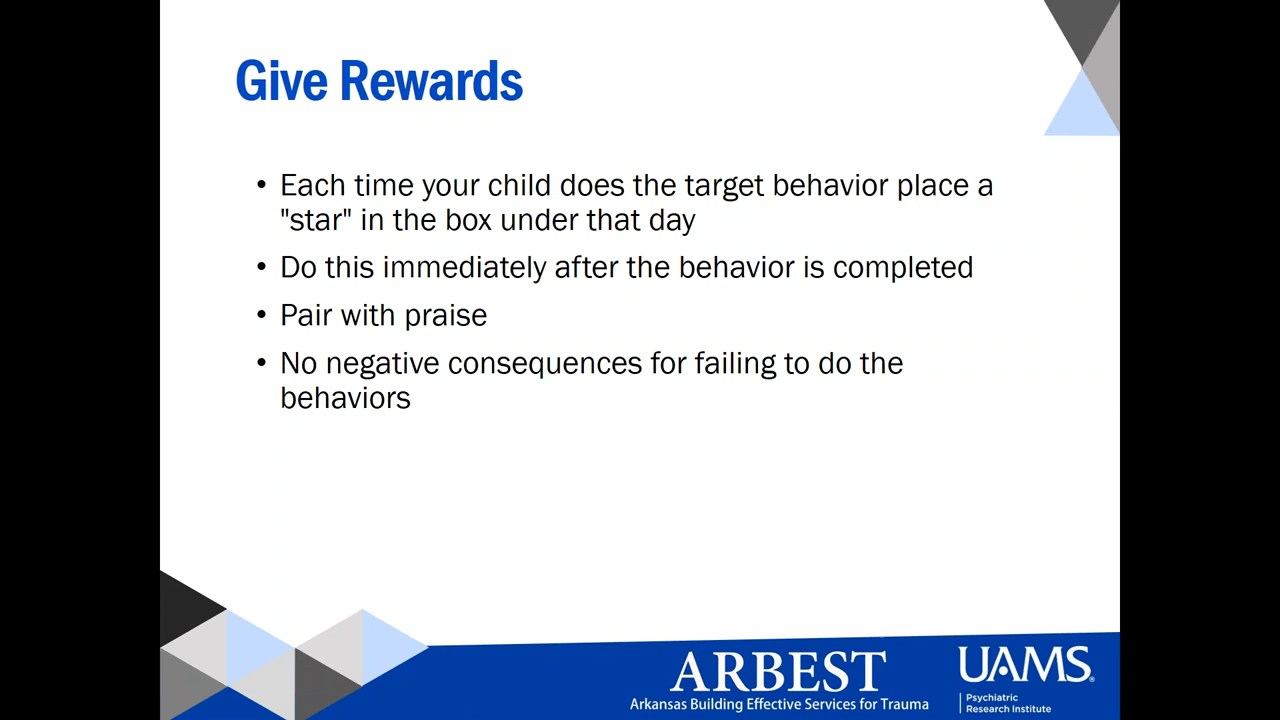 Give Rewards
• Each time your child does the target behavior place a
"star" in the box under that day
• Do this immediately after the behavior is completed
• Pair with praise
• No negative consequences for failing to do the
behaviors
ARBEST
Arkansas Building Effective Services for Trauma
UAMS®
Psychiatric
Research Institute